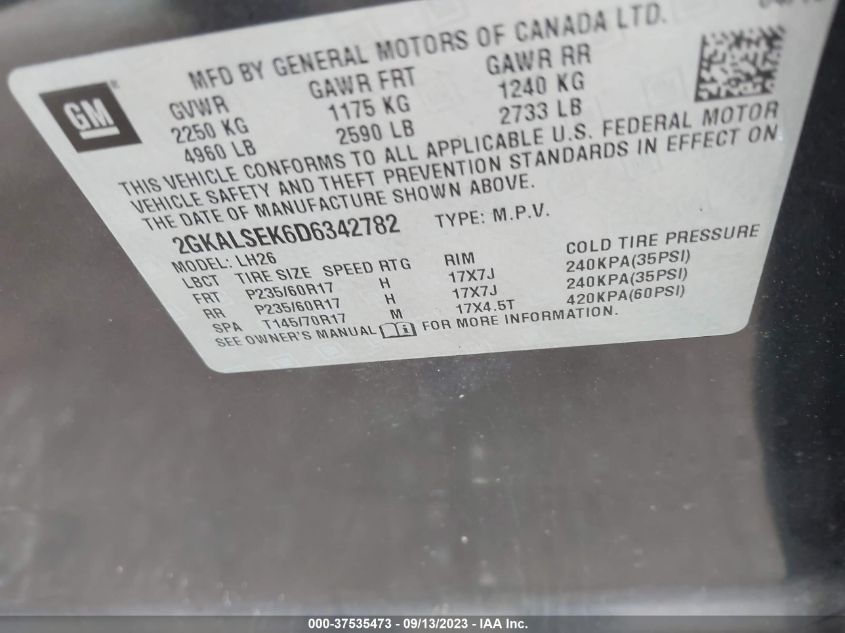 MFD BY GENERAL MOTORS OF CANADA LTD.
GM
GVWR GAWR FRT GAWR RR
2250 KG 1175 KG 1240 KG
4960 LB 2590 LB 2733 LB
THIS VEHICLE CONFORMS TO ALL APPLICABLE U.S. FEDERAL MOTOR
VEHICLE SAFETY AND THEFT PREVENTION STANDARDS IN EFFECT ON
THE DATE OF MANUFACTURE SHOWN ABOVE.
2GKALSEK6D6342782 TYPE: M.P.V.
MODEL: LH26
LBCT TIRE SIZE SPEED RTG RIM COLD TIRE PRESSURE
FRT P235/60R17 H 17X7J 240KPA(35PSI)
RR P235/60R17 H 17X7J 240KPA(35PSI)
SPA T145/70R17 M 17X4.5T 420KPA(60PSI)
SEE OWNER'S MANUAL FOR MORE INFORMATION.
000-37535473 - 09/13/2023 - IAA Inc.